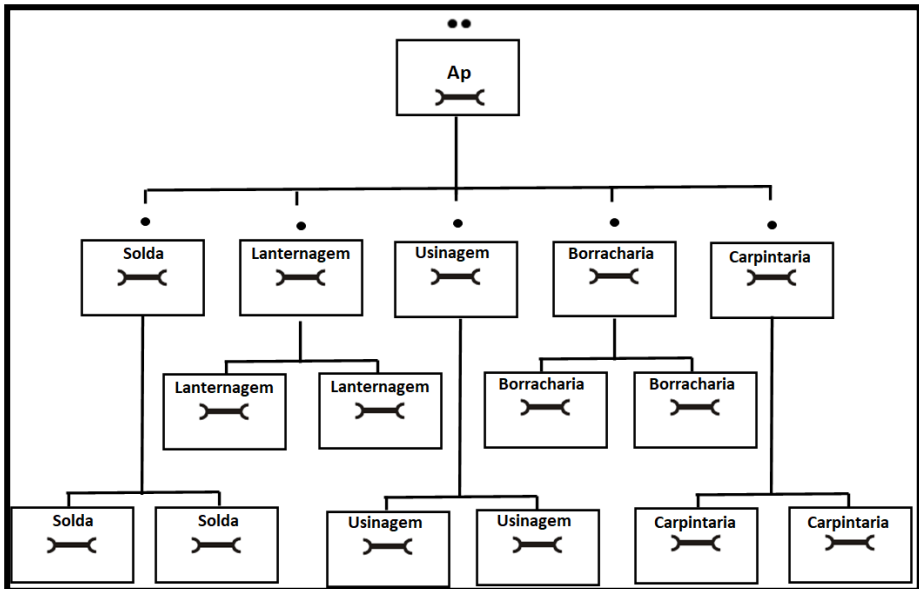 Ap
Solda
Lanternagem
Usinagem
Borracharia
Carpintaria
Lanternagem
Lanternagem
Borracharia
Borracharia
Solda
Solda
Usinagem
Usinagem
Carpintaria
Carpintaria